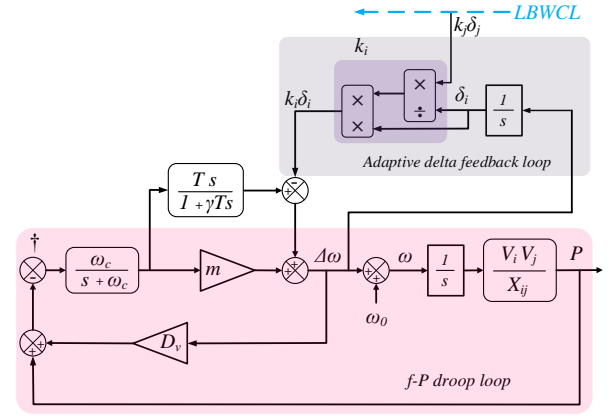 LBWCL
k_jδ_j
k_i
k_iδ_i
×
÷
×
×
δ_i
1
s
Adaptive delta feedback loop
T s
1 + γTs
-
+
†
-
ω_c
s + ω_c
m
+
+
Δω
+
+
ω
ω_0
1
s
V_i V_j
X_ij
P
+
+
D_v
f-P droop loop